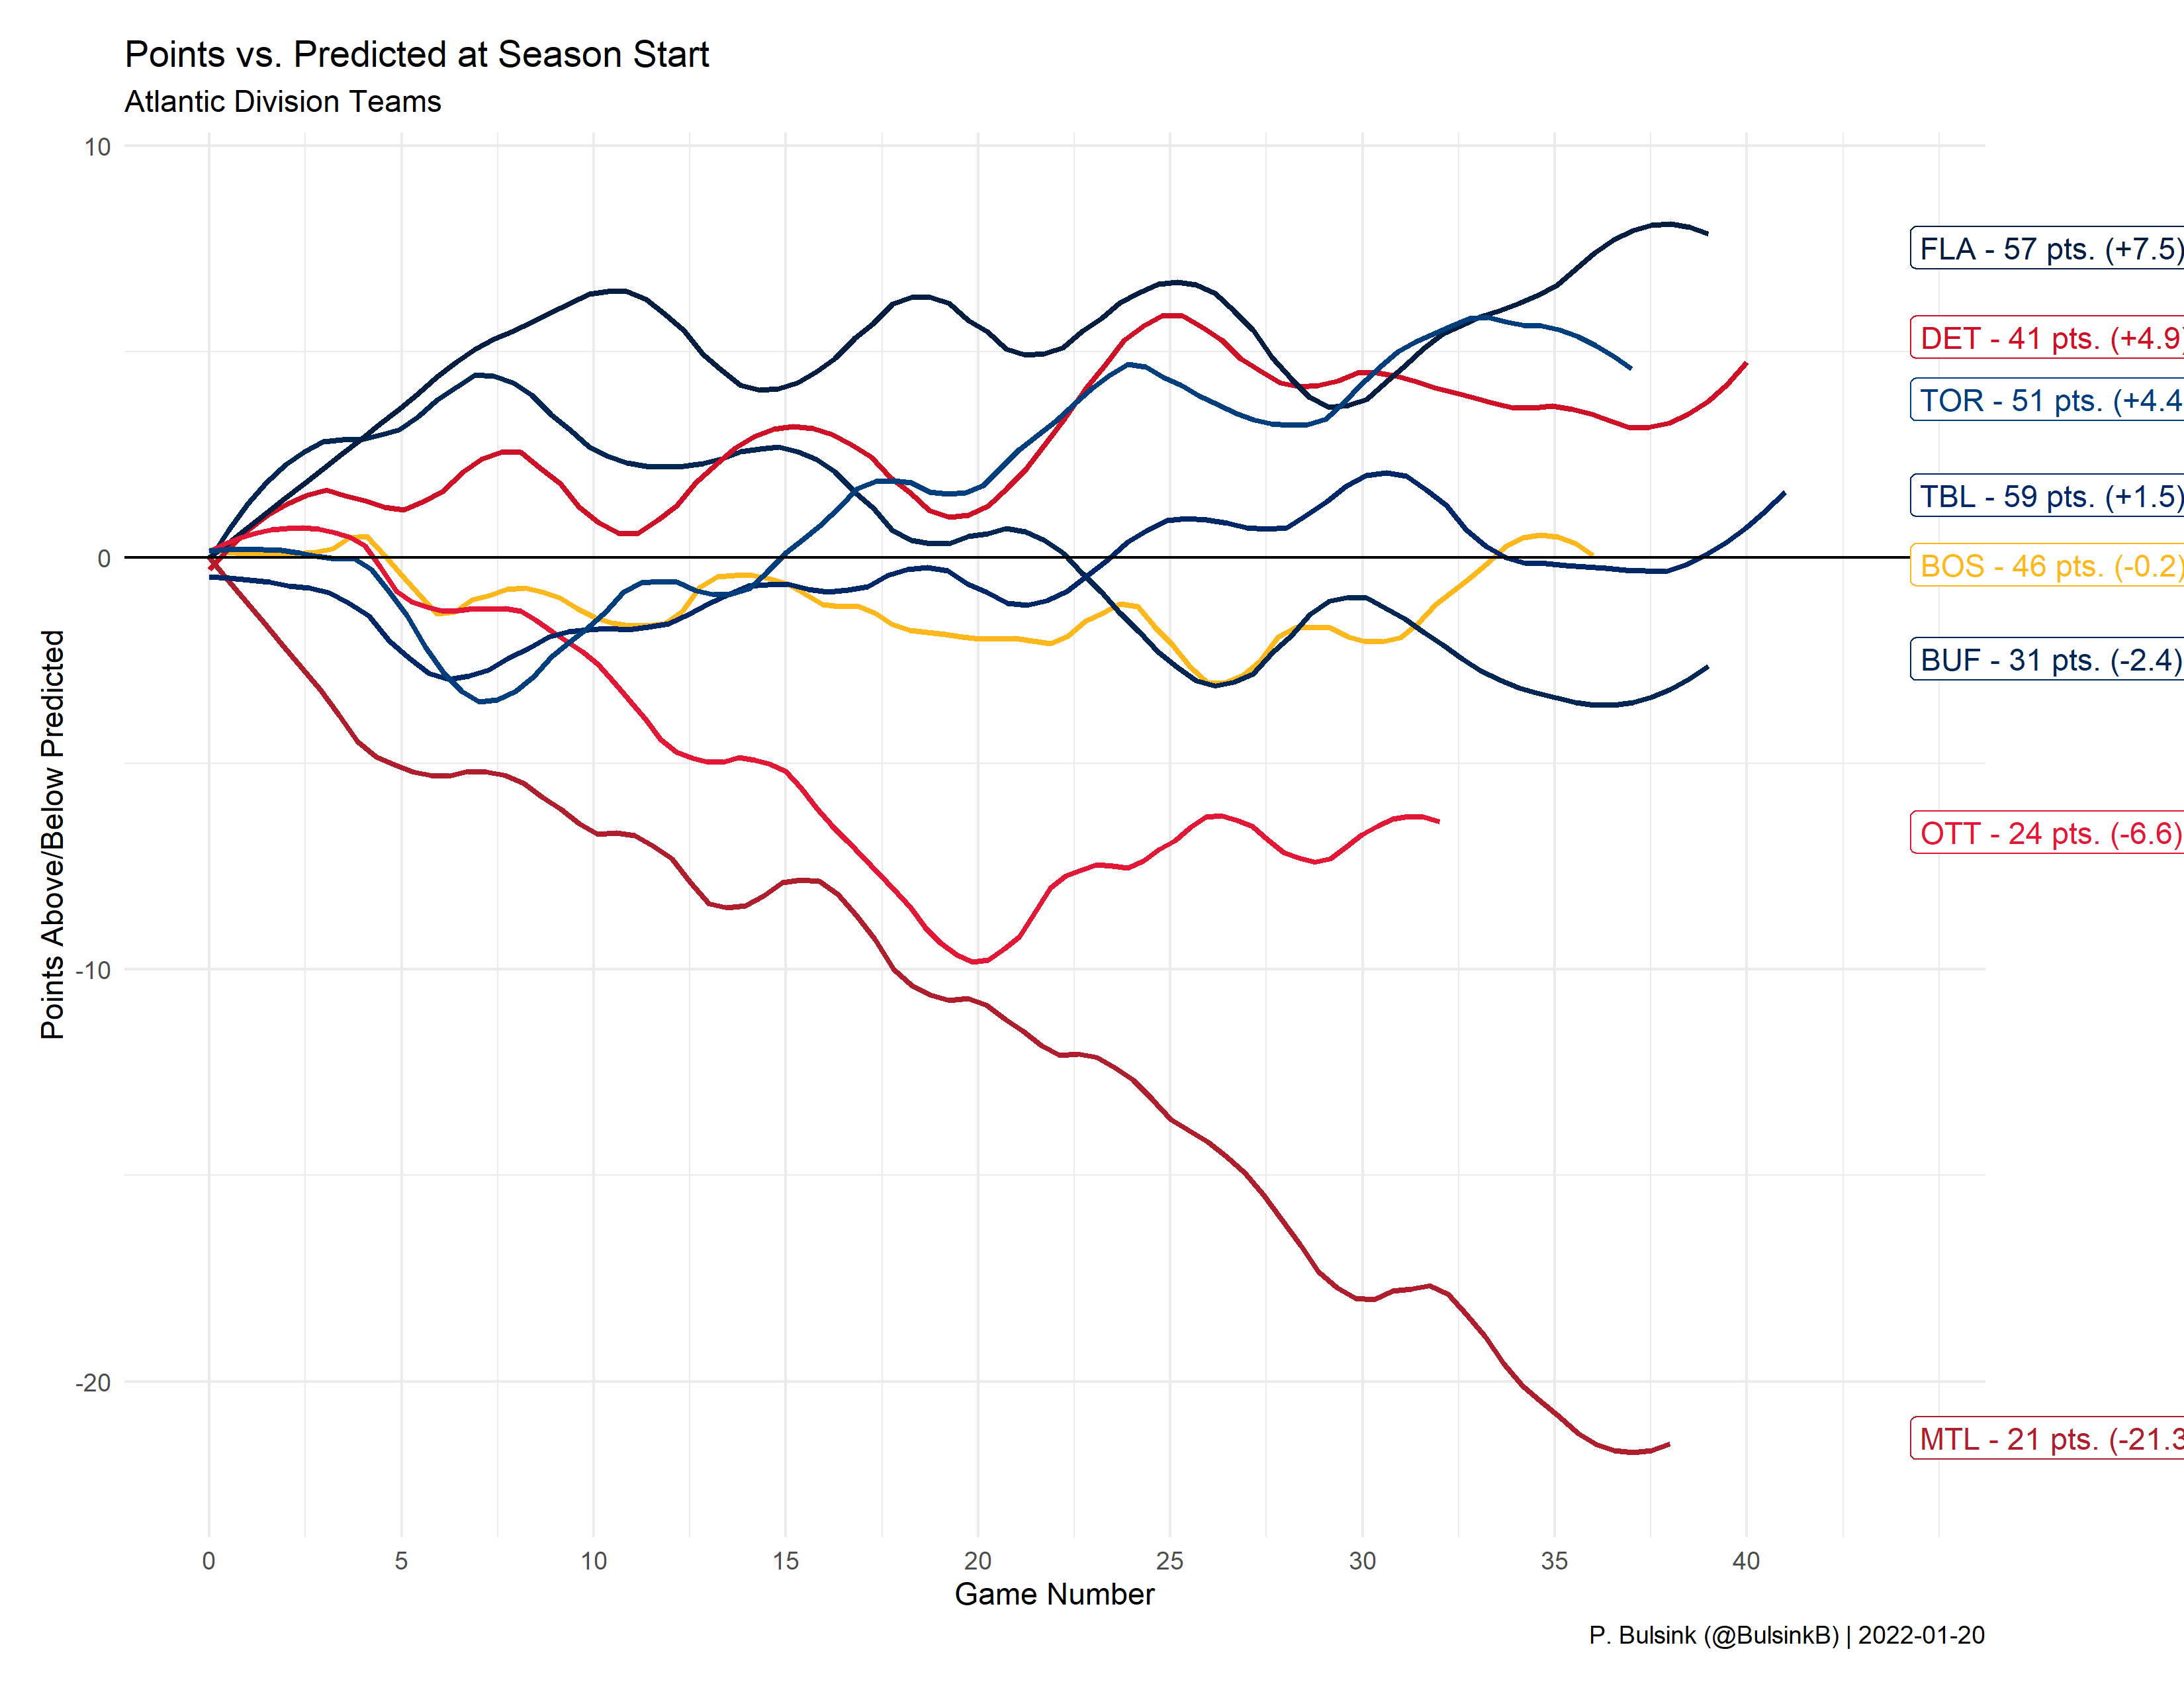 Points vs. Predicted at Season Start
Atlantic Division Teams
Points Above/Below Predicted
10
0
-10
-20
FLA - 57 pts. (+7.5)
DET - 41 pts. (+4.9)
TOR - 51 pts. (+4.4
TBL - 59 pts. (+1.5)
BOS - 46 pts. (-0.2)
BUF - 31 pts. (-2.4)
OTT - 24 pts. (-6.6)
MTL - 21 pts. (-21.3
0 5 10 15 20 25 30 35 40
Game Number
P. Bulsink (@BulsinkB) | 2022-01-20